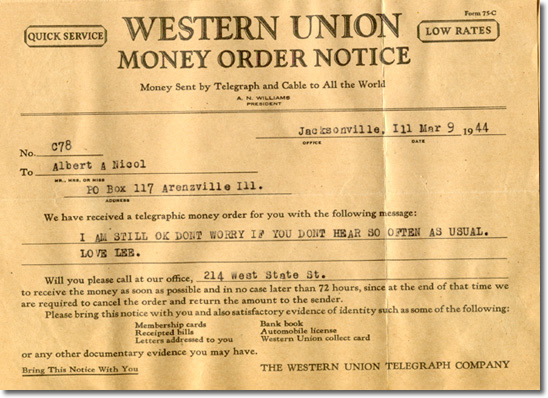 Form 75-C
QUICK SERVICE WESTERN UNION LOW RATES
MONEY ORDER NOTICE
Money Sent by Telegraph and Cable to All the World
A. N. WILLIAMS
PRESIDENT
Jacksonville, Ill Mar 9 1944
OFFICE DATE
No. C78
To Albert A Nicol
MR., MRS. OR MISS
PO Box 117 Arenzville Ill.
ADDRESS
We have received a telegraphic money order for you with the following message:
I AM STILL OK DONT WORRY IF YOU DONT HEAR SO OFTEN AS USUAL.
LOVE LEE.
Will you please call at our office, 214 West State St.
to receive the money as soon as possible and in no case later than 72 hours, since at the end of that time we
are required to cancel the order and return the amount to the sender.
Please bring this notice with you and also satisfactory evidence of identity such as some of the following:
Membership cards Bank book
Receipted bills Automobile license
Letters addressed to you Western Union collect card
or any other documentary evidence you may have.
Bring This Notice With You THE WESTERN UNION TELEGRAPH COMPANY